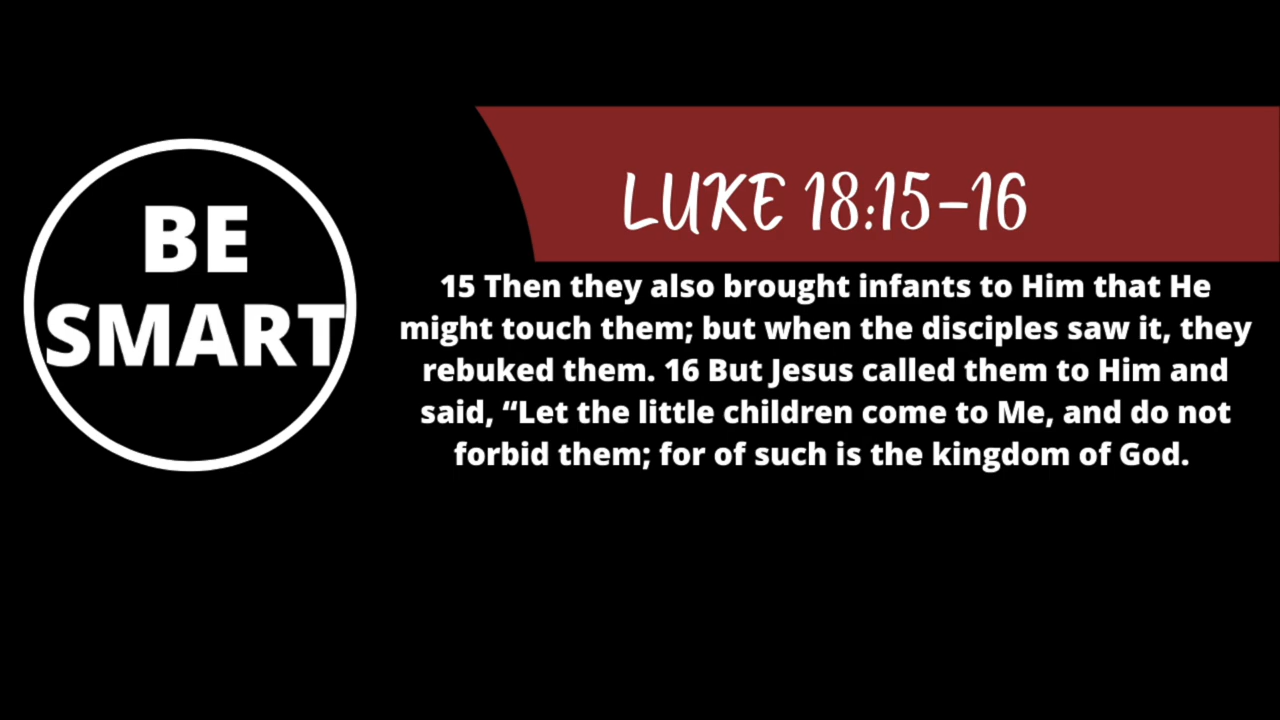 BE
SMART
LUKE 18:15-16
15 Then they also brought infants to Him that He
might touch them; but when the disciples saw it, they
rebuked them. 16 But Jesus called them to Him and
said, “Let the little children come to Me, and do not
forbid them; for of such is the kingdom of God.